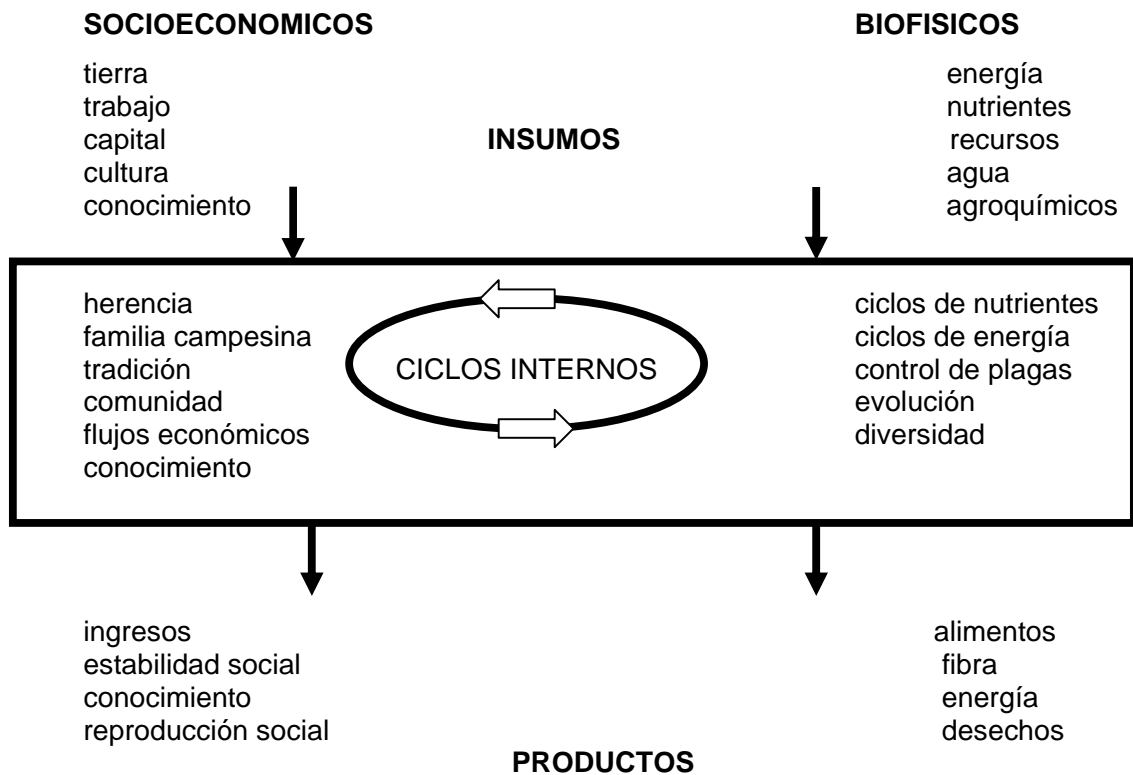 SOCIOECONOMICOS
BIOFISICOS
tierra
trabajo
capital
cultura
conocimiento
INSUMOS
energía
nutrientes
recursos
agua
agroquímicos
herencia
familia campesina
tradición
comunidad
flujos económicos
conocimiento
CICLOS INTERNOS
ciclos de nutrientes
ciclos de energía
control de plagas
evolución
diversidad
ingresos
estabilidad social
conocimiento
reproducción social
alimentos
fibra
energía
desechos
PRODUCTOS